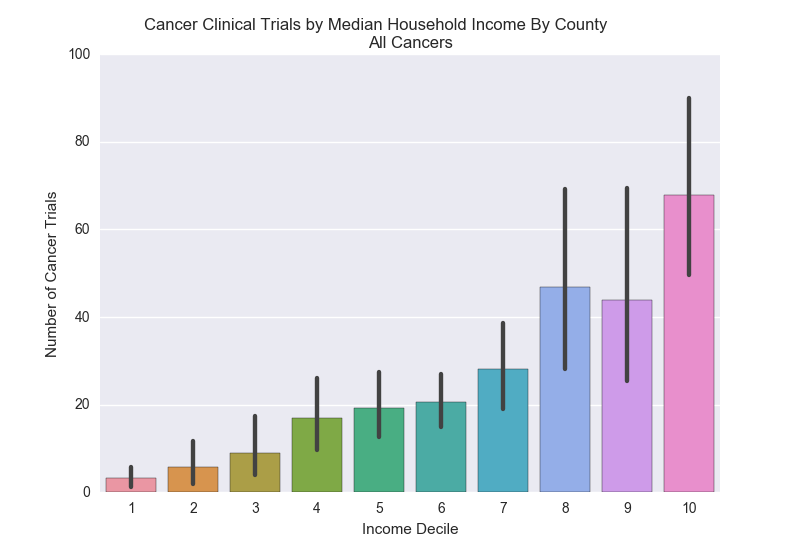 Cancer Clinical Trials by Median Household Income By County
All Cancers
100
80
60
40
20
0
Number of Cancer Trials
1 2 3 4 5 6 7 8 9 10
Income Decile